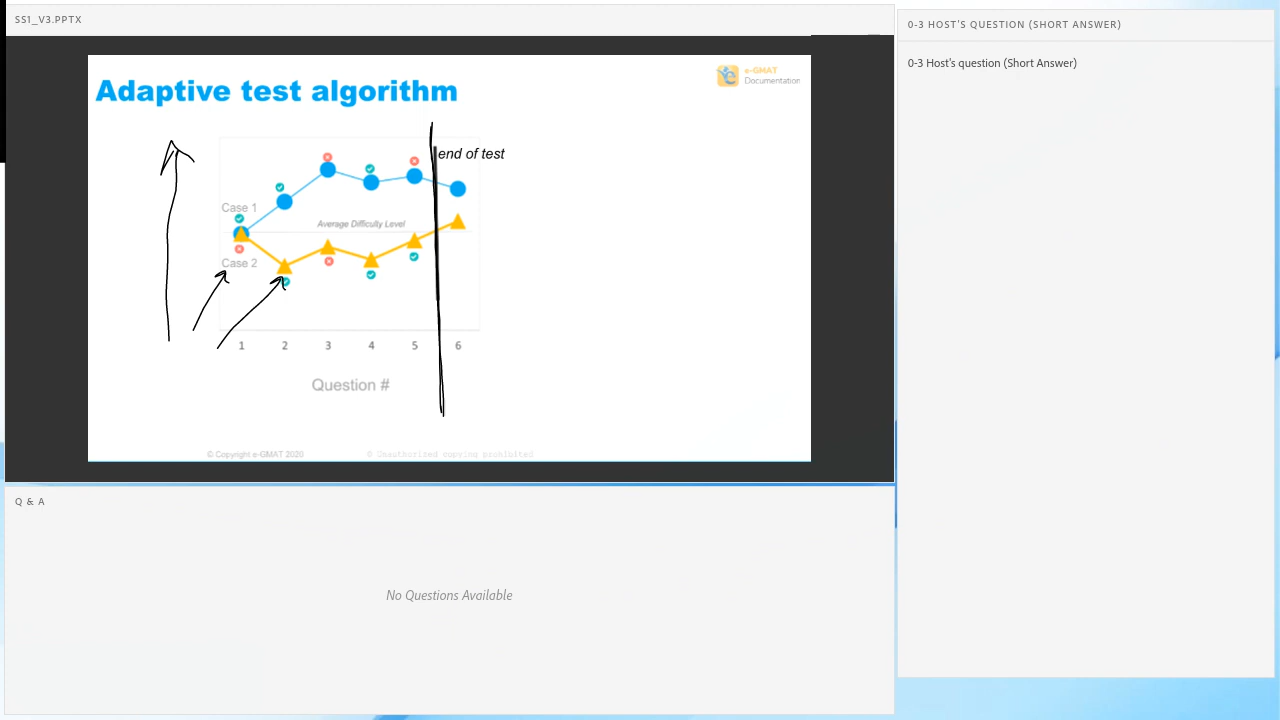 SS1_V3.PPTX
0-3 HOST'S QUESTION (SHORT ANSWER)
0-3 Host's question (Short Answer)
Adaptive test algorithm
e-GMAT
Documentation
end of test
Case 1
Average Difficulty Level
Case 2
1 2 3 4 5 6
Question #
© Copyright e-GMAT 2020
© Unauthorized copying prohibited
Q & A
No Questions Available